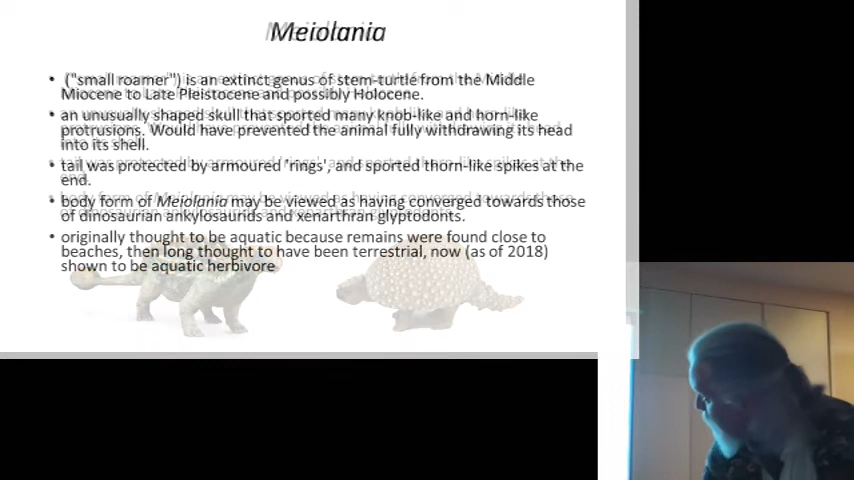 Meiolania
• ("small roamer") is an extinct genus of stem-turtle from the Middle
Miocene to Late Pleistocene and possibly Holocene.
• an unusually shaped skull that sported many knob-like and horn-like
protrusions. Would have prevented the animal fully withdrawing its head
into its shell.
• tail was protected by armoured 'rings', and sported thorn-like spikes at the
end.
• body form of Meiolania may be viewed as having converged towards those
of dinosaurian ankylosaurids and xenarthran glyptodonts.
• originally thought to be aquatic because remains were found close to
beaches, then long thought to have been terrestrial, now (as of 2018)
shown to be aquatic herbivore